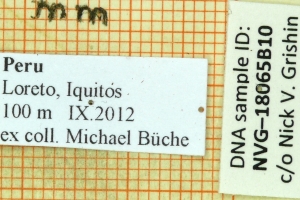 mm
Peru
Loreto, Iquitos
100 m IX.2012
ex coll. Michael Büche
DNA sample ID:
NVG-18065B10
c/o Nick V. Grishin